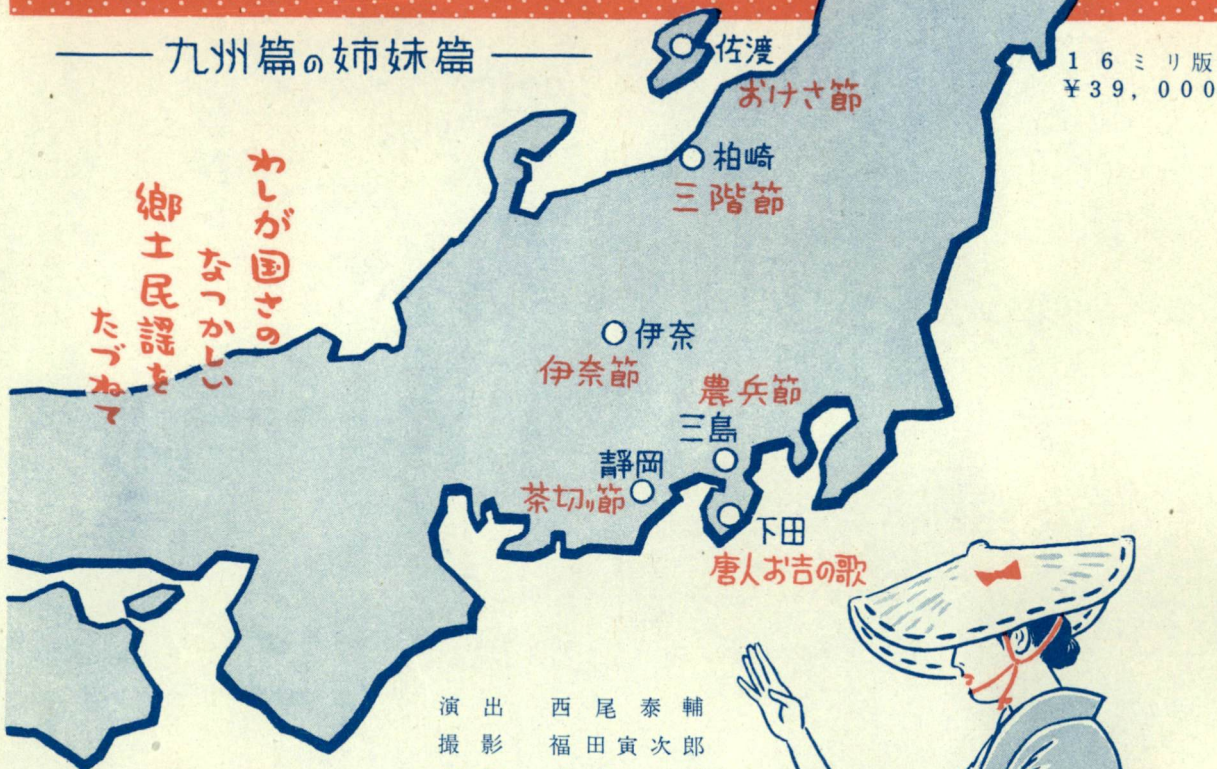 九州篇の姉妹篇
16ミリ版
¥39,000
佐渡
おけさ節
柏崎
三階節
わしが国さの
なつかしい
郷土民謡を
たづねて
伊奈
伊奈節
農兵節
三島
静岡
茶切り節
下田
唐人お吉の歌
演出 西尾泰輔
撮影 福田寅次郎